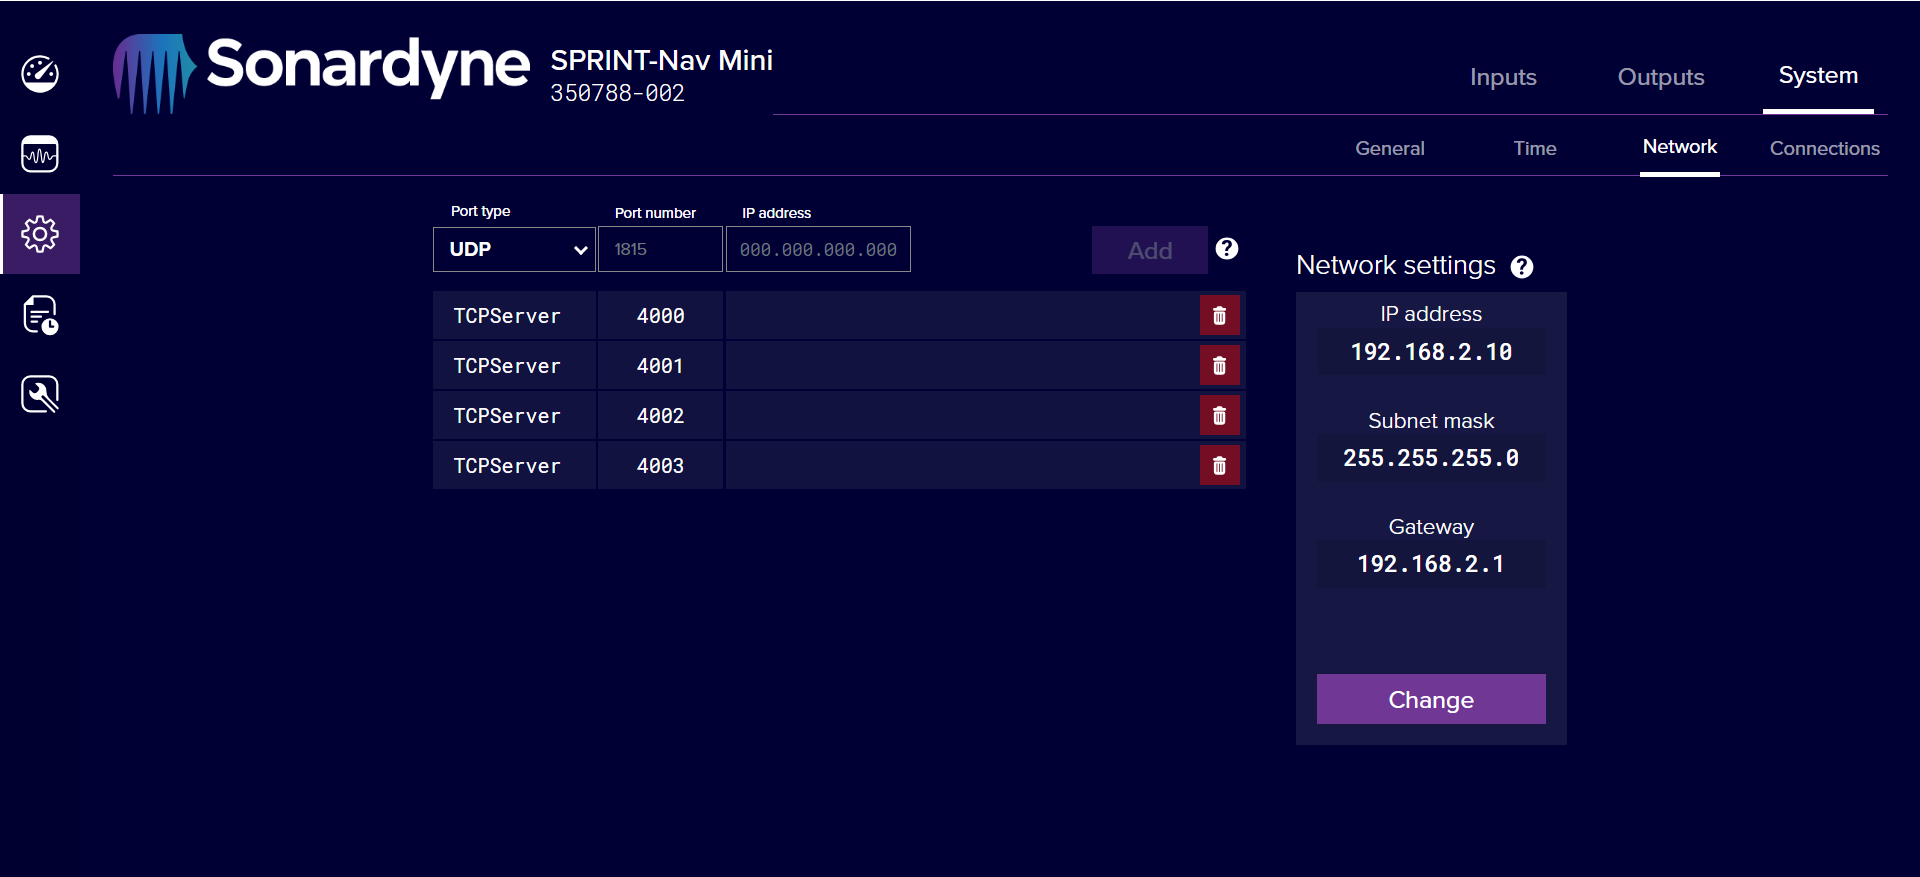 Sonardyne
SPRINT-Nav Mini
350788-002
Inputs Outputs System
General Time Network Connections
Port type Port number IP address
UDP 1815 000.000.000.000 Add ?
TCPServer 4000
TCPServer 4001
TCPServer 4002
TCPServer 4003
Network settings ?
IP address
192.168.2.10
Subnet mask
255.255.255.0
Gateway
192.168.2.1
Change